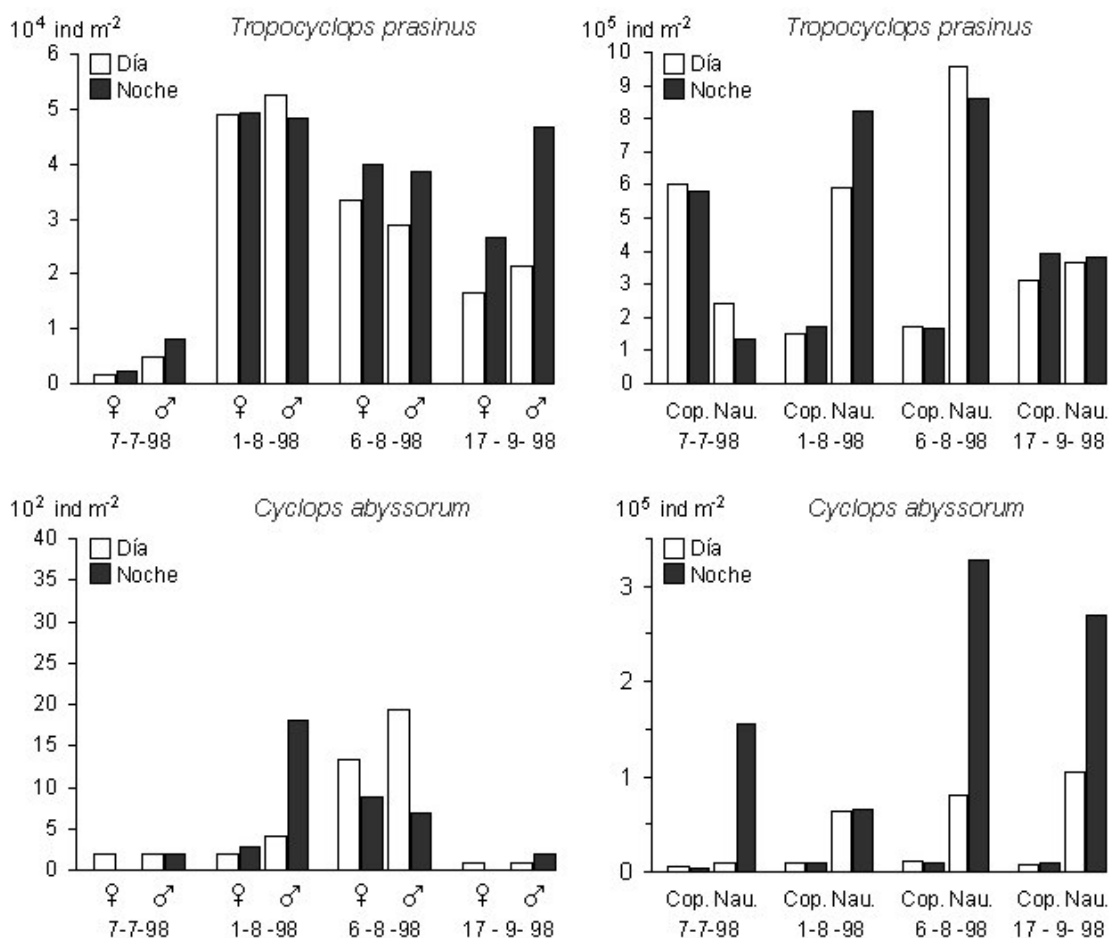 10⁴ ind m⁻² Tropocyclops prasinus
Día
Noche
6
5
4
3
2
1
0
♀ ♂ ♀ ♂ ♀ ♂ ♀ ♂
7-7-98 1-8-98 6-8-98 17-9-98
10⁵ ind m⁻² Tropocyclops prasinus
Día
Noche
10
9
8
7
6
5
4
3
2
1
0
Cop. Nau. Cop. Nau. Cop. Nau. Cop. Nau.
7-7-98 1-8-98 6-8-98 17-9-98
10² ind m⁻² Cyclops abyssorum
Día
Noche
40
35
30
25
20
15
10
5
0
♀ ♂ ♀ ♂ ♀ ♂ ♀ ♂
7-7-98 1-8-98 6-8-98 17-9-98
10⁵ ind m⁻² Cyclops abyssorum
Día
Noche
3
2
1
0
Cop. Nau. Cop. Nau. Cop. Nau. Cop. Nau.
7-7-98 1-8-98 6-8-98 17-9-98